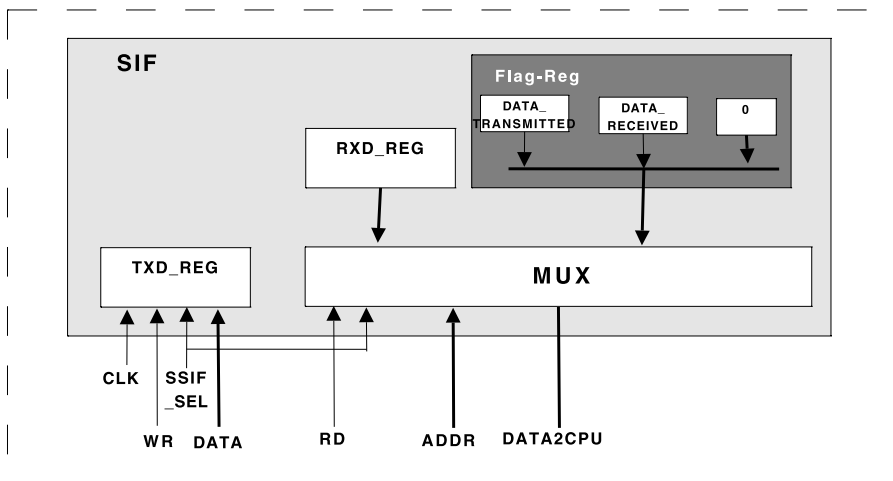 SIF
Flag-Reg
DATA_
TRANSMITTED
DATA_
RECEIVED
0
RXD_REG
TXD_REG
MUX
CLK
SSIF
_SEL
WR
DATA
RD
ADDR
DATA2CPU